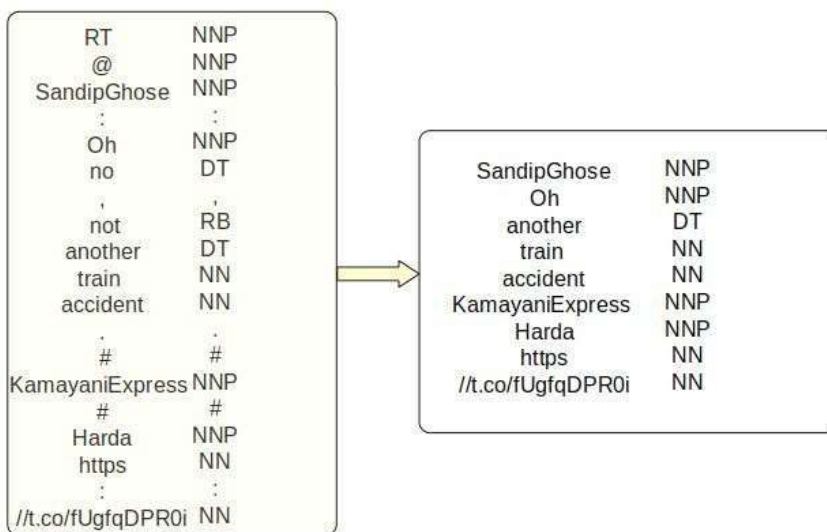 RT NNP
@ NNP
SandipGhose NNP
: :
Oh NNP
no DT
, ,
not RB
another DT
train NN
accident NN
. .
# #
KamayaniExpress NNP
# #
Harda NNP
https NN
: :
//t.co/fUgfqDPR0i NN
SandipGhose NNP
Oh NNP
another DT
train NN
accident NN
KamayaniExpress NNP
Harda NNP
https NN
//t.co/fUgfqDPR0i NN